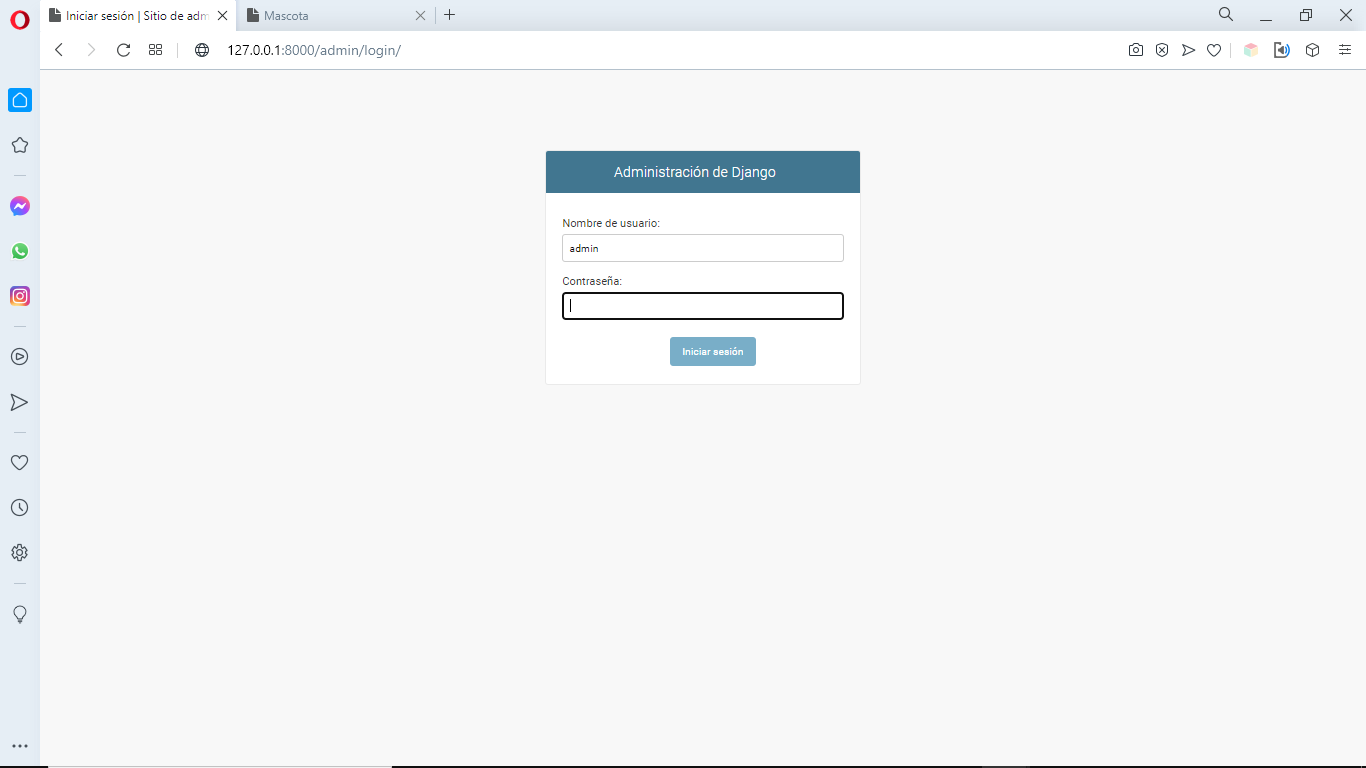 Iniciar sesión | Sitio de adm
Mascota
127.0.0.1:8000/admin/login/
Administración de Django
Nombre de usuario:
admin
Contraseña:
Iniciar sesión